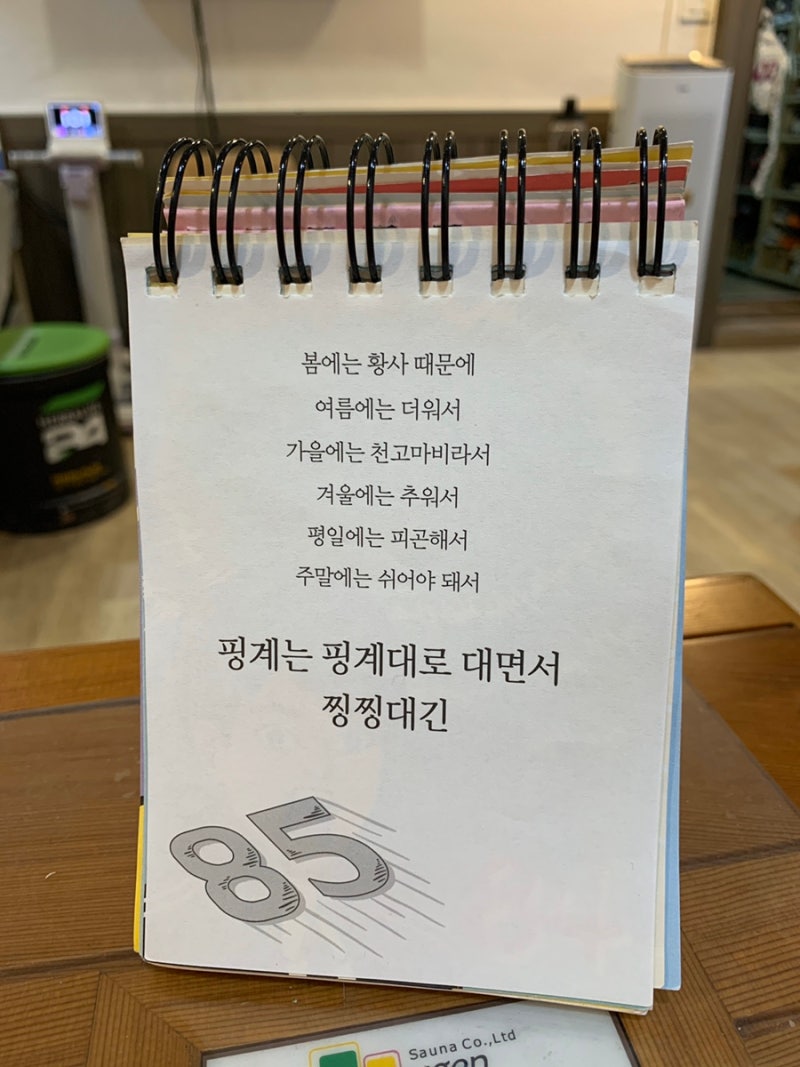 봄에는 황사 때문에
여름에는 더워서
가을에는 천고마비라서
겨울에는 추워서
평일에는 피곤해서
주말에는 쉬어야 돼서
핑계는 핑계대로 대면서
찡찡대긴
85
Sauna Co.,Ltd